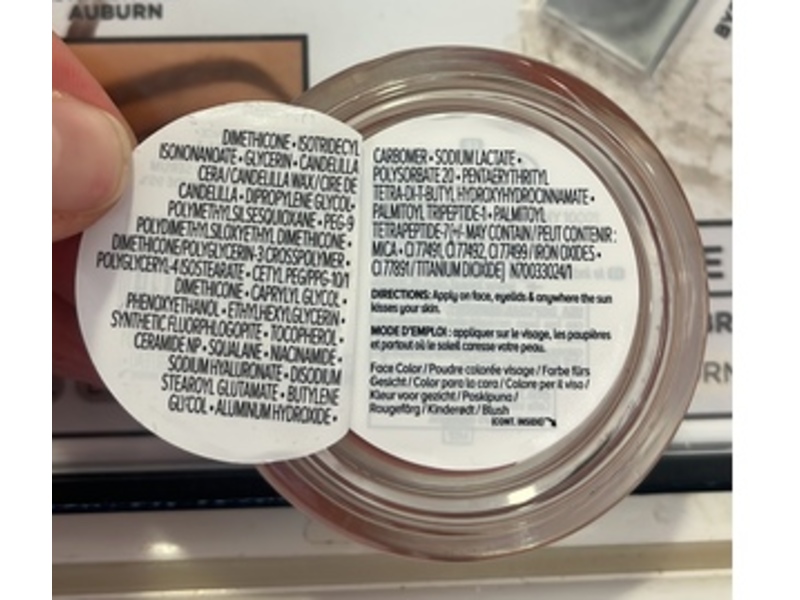 AUBURN
DIMETHICONE • ISOTRIDECYL
ISONONANOATE • GLYCERIN • CANDELILLA
CERA / CANDELILLA WAX / CIRE DE
CANDELILLA • DIPROPYLENE GLYCOL •
POLYMETHYLSILSESQUIOXANE • PEG-9
POLYDIMETHYLSILOXYETHYL DIMETHICONE •
DIMETHICONE/POLYGLYCERIN-3 CROSSPOLYMER •
POLYGLYCERYL-4 ISOSTEARATE • CETYL PEG/PPG-10/1
DIMETHICONE • CAPRYLYL GLYCOL •
PHENOXYETHANOL • ETHYLHEXYLGLYCERIN •
SYNTHETIC FLUORPHLOGOPITE • TOCOPHEROL •
CERAMIDE NP • SQUALANE • NIACINAMIDE •
SODIUM HYALURONATE • DISODIUM
STEAROYL GLUTAMATE • BUTYLENE
GLYCOL • ALUMINUM HYDROXIDE •
CARBOMER • SODIUM LACTATE •
POLYSORBATE 20 • PENTAERYTHRITYL
TETRA-DI-T-BUTYL HYDROXYHYDROCINNAMATE •
PALMITOYL TRIPEPTIDE-1 • PALMITOYL
TETRAPEPTIDE-7[+/- MAY CONTAIN / PEUT CONTENIR :
MICA • CI 77491, CI 77492, CI 77499 / IRON OXIDES •
CI 77891 / TITANIUM DIOXIDE] N70033024/1
DIRECTIONS: Apply on face, eyelids & anywhere the sun
kisses your skin.
MODE D'EMPLOI : appliquer sur le visage, les paupières
et partout où le soleil caresse votre peau.
Face Color / Poudre colorée visage / Farbe fürs
Gesicht / Color para la cara / Colore per il viso /
Kleur voor gezicht / Poskipuna /
Rougefärg / Kinderødt / Blush
(CONT. INSIDE)